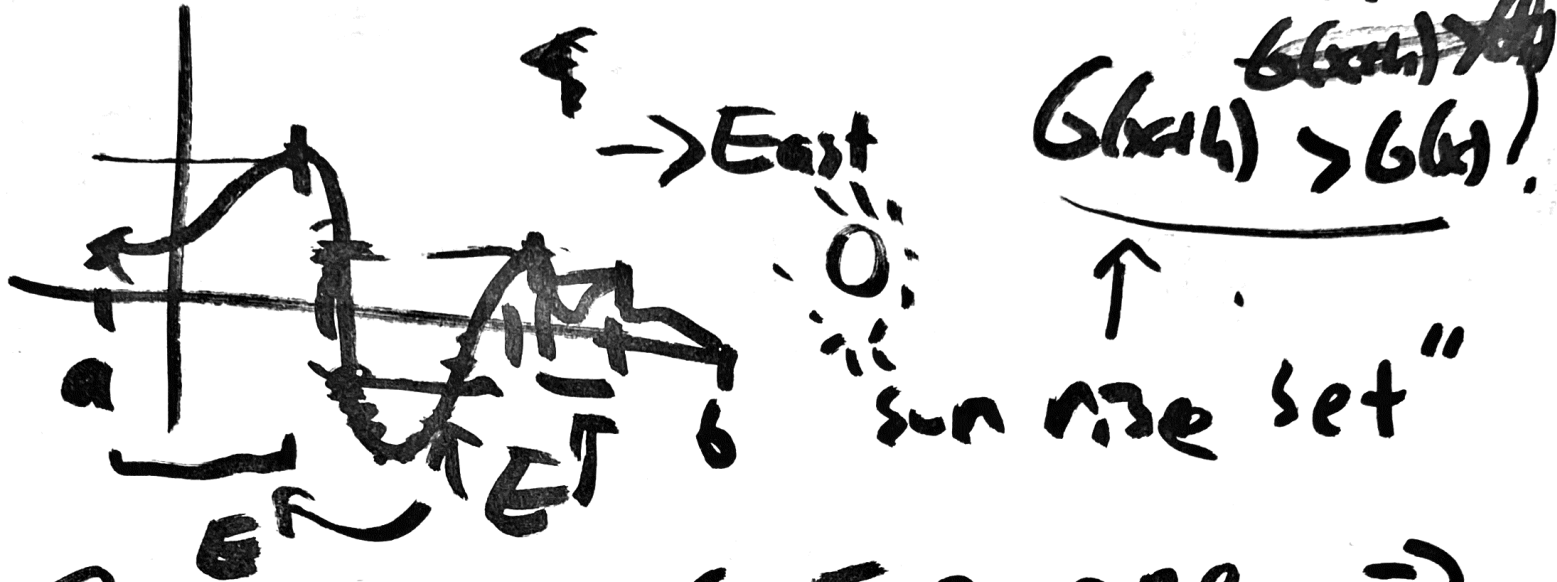 G(x+h) > G(x)
→ East
a
b
sun rise set"
E
E